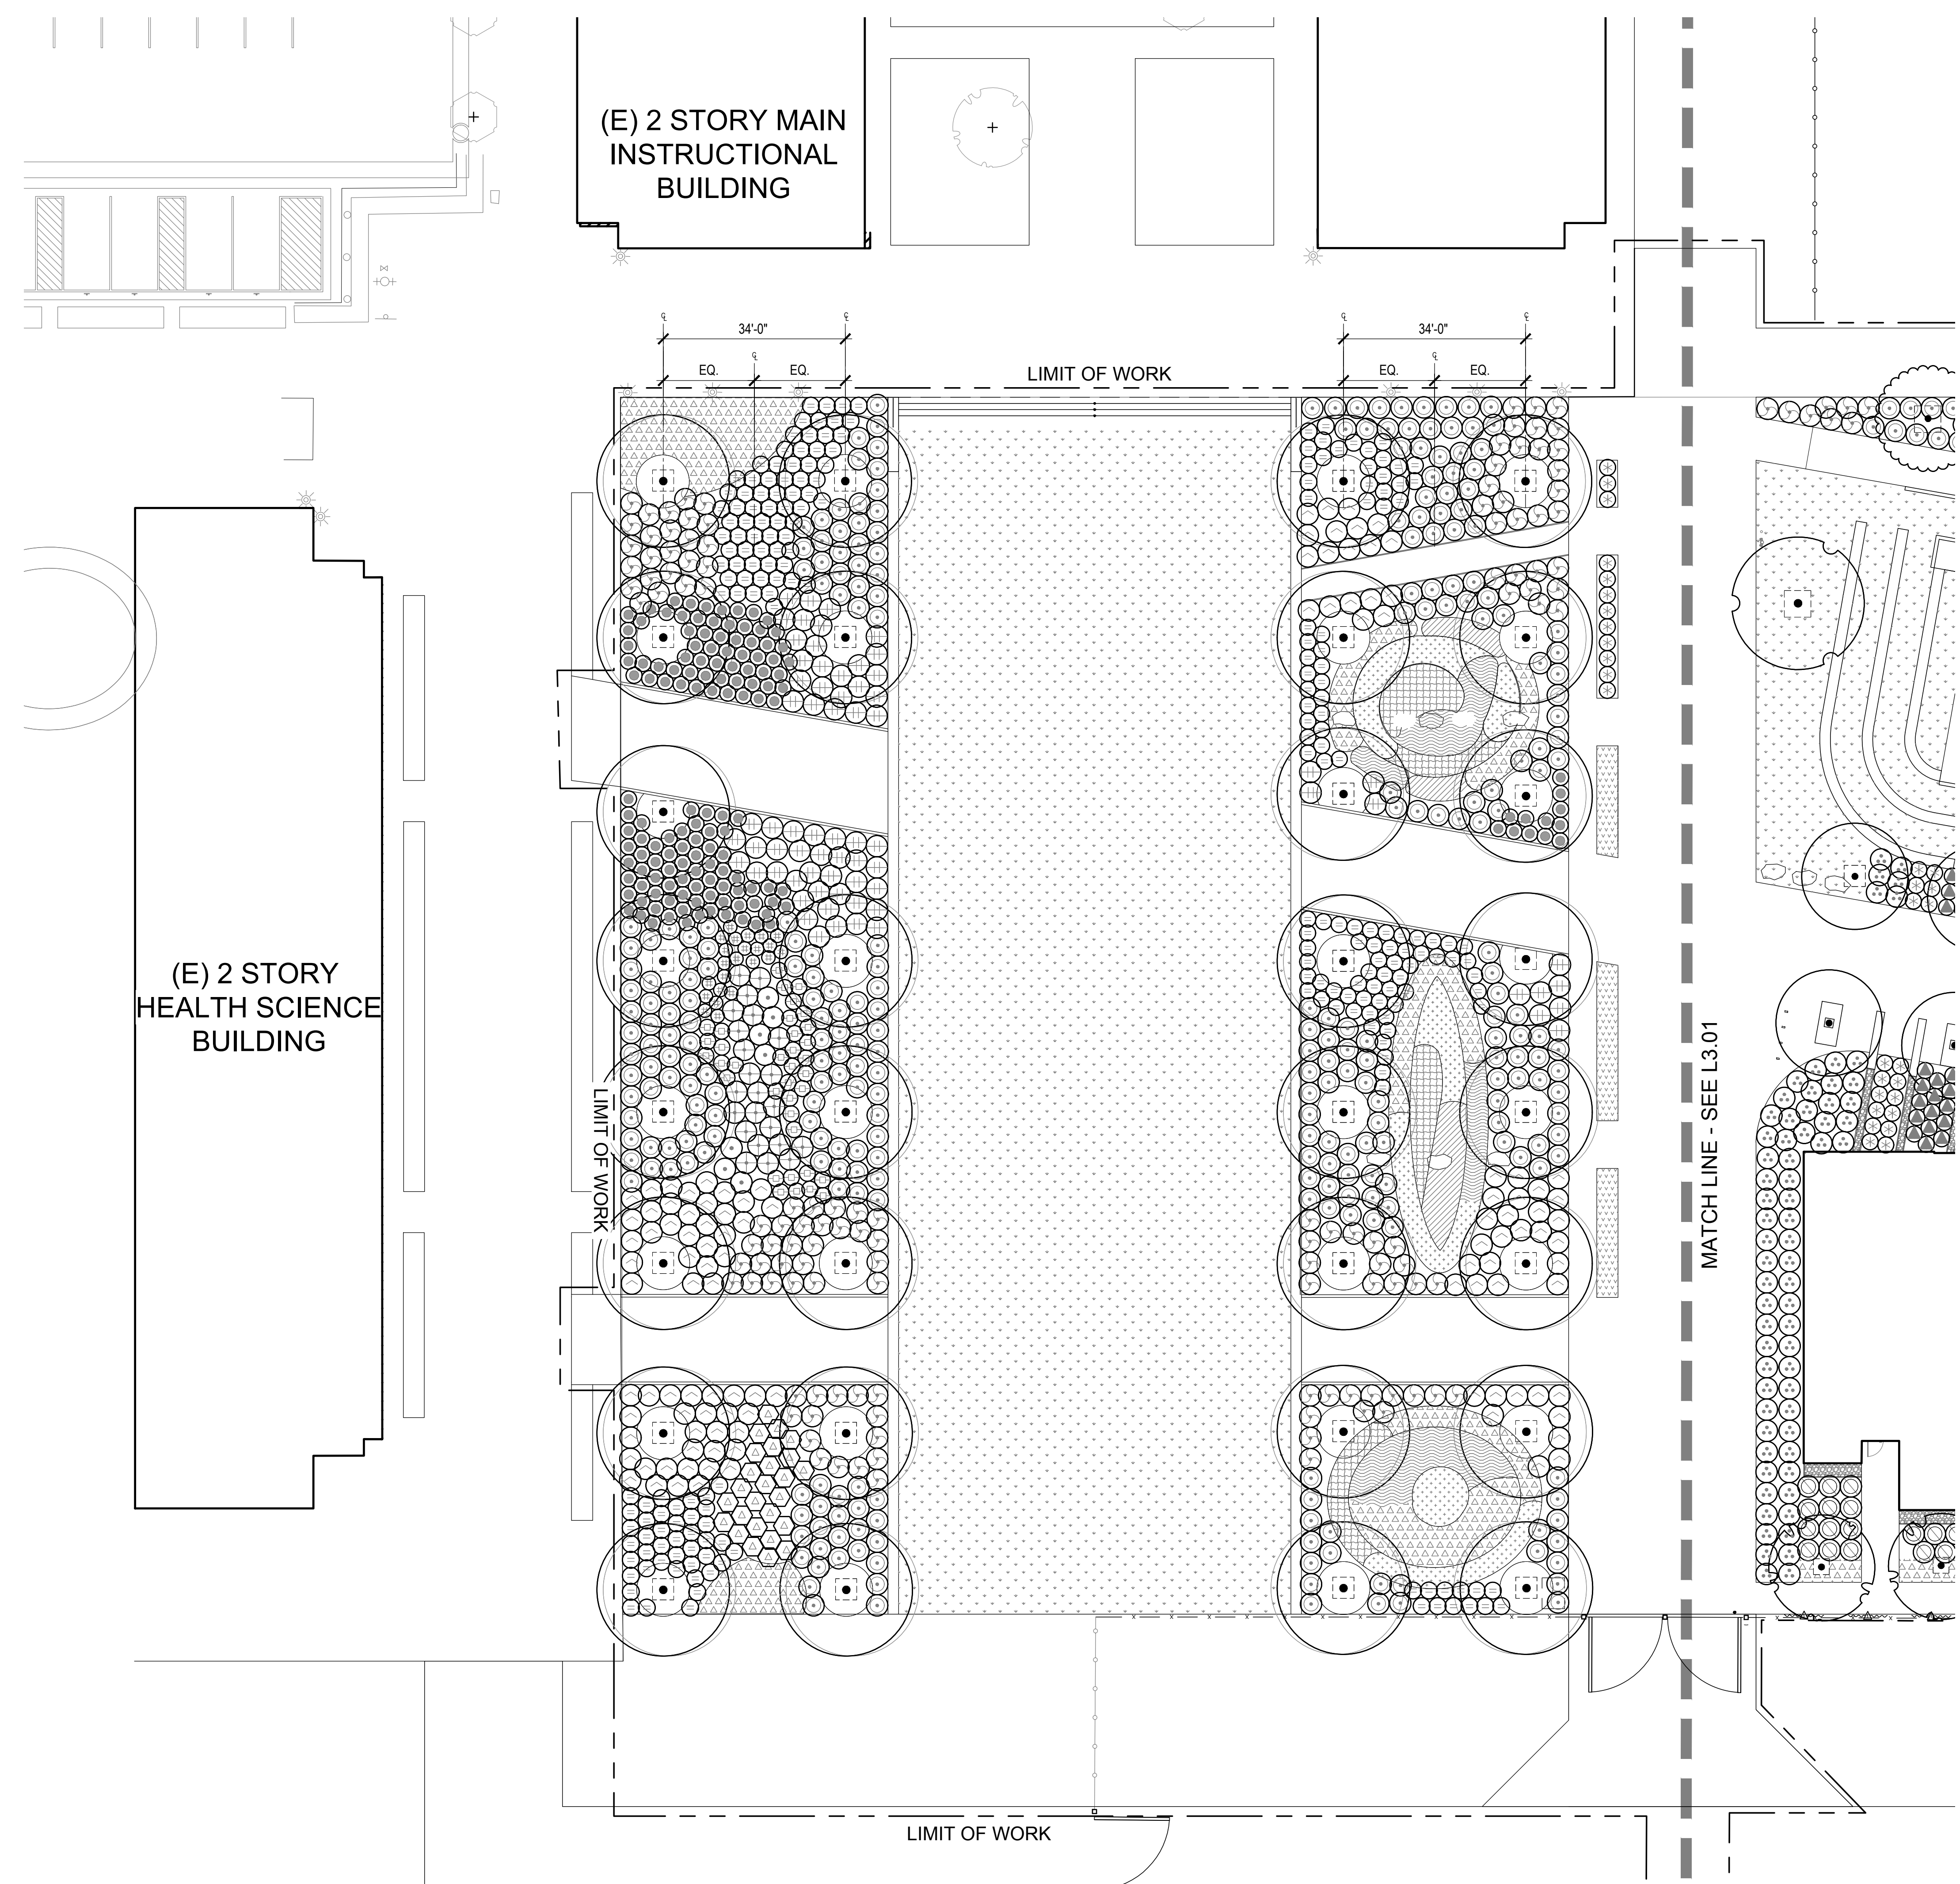 (E) 2 STORY MAIN
INSTRUCTIONAL
BUILDING
℄
℄
℄
℄
34'-0"
34'-0"
℄
℄
EQ.
EQ.
EQ.
EQ.
LIMIT OF WORK
(E) 2 STORY
HEALTH SCIENCE
BUILDING
LIMIT OF WORK
MATCH LINE - SEE L3.01
LIMIT OF WORK